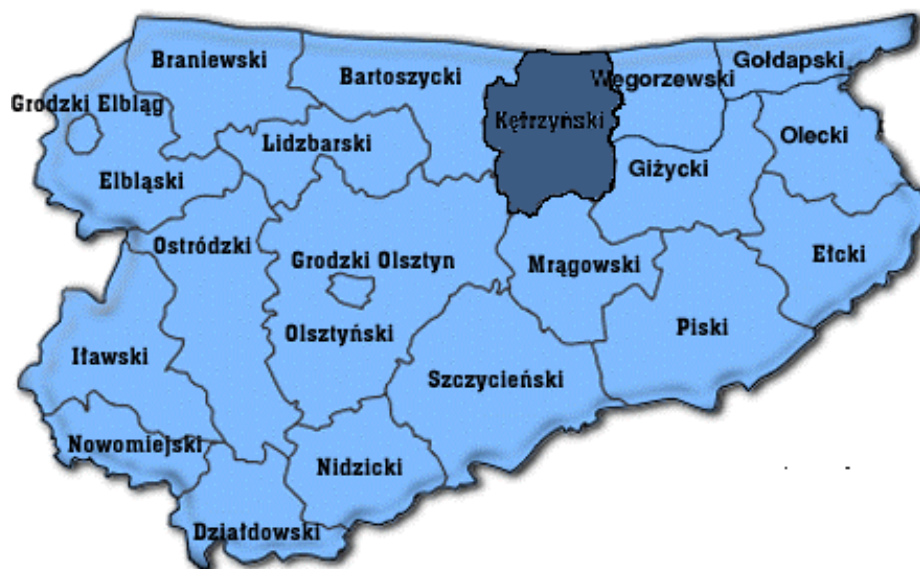 Braniewski
Bartoszycki
Gołdapski
Węgorzewski
Grodzki Elbląg
Kętrzyński
Lidzbarski
Olecki
Elbląski
Giżycki
Ostródzki
Grodzki Olsztyn
Mrągowski
Ełcki
Olsztyński
Piski
Iławski
Szczycieński
Nowomiejski
Nidzicki
Działdowski